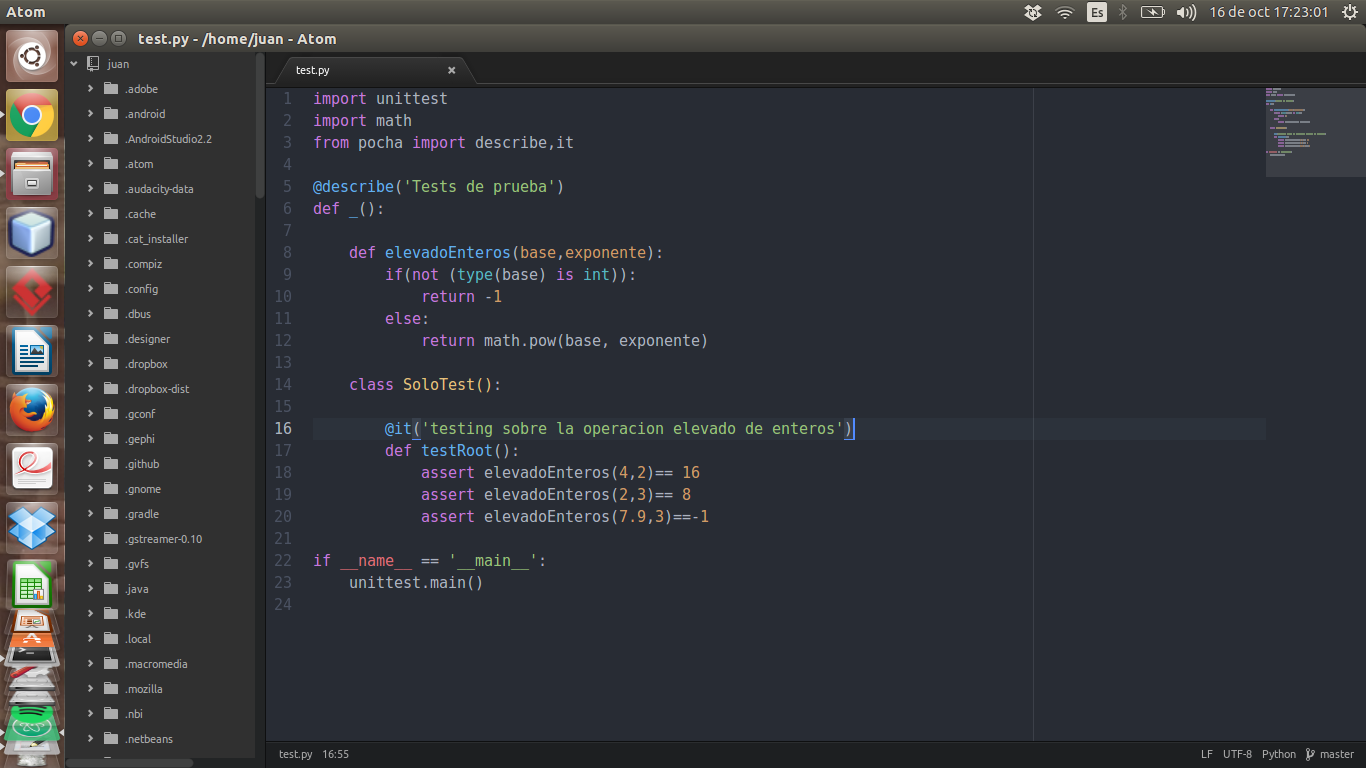 Atom
Es
16 de oct 17:23:01
test.py - /home/juan - Atom
juan
.adobe
.android
.AndroidStudio2.2
.atom
.audacity-data
.cache
.cat_installer
.compiz
.config
.dbus
.designer
.dropbox
.dropbox-dist
.gconf
.gephi
.github
.gnome
.gradle
.gstreamer-0.10
.gvfs
.java
.kde
.local
.macromedia
.mozilla
.nbi
.netbeans
test.py
1 import unittest
2 import math
3 from pocha import describe,it
4
5 @describe('Tests de prueba')
6 def _():
7
8     def elevadoEnteros(base,exponente):
9         if(not (type(base) is int)):
10             return -1
11         else:
12             return math.pow(base, exponente)
13
14     class SoloTest():
15
16         @it('testing sobre la operacion elevado de enteros')
17         def testRoot():
18             assert elevadoEnteros(4,2)== 16
19             assert elevadoEnteros(2,3)== 8
20             assert elevadoEnteros(7.9,3)==-1
21
22 if __name__ == '__main__':
23     unittest.main()
24
test.py 16:55
LF UTF-8 Python master